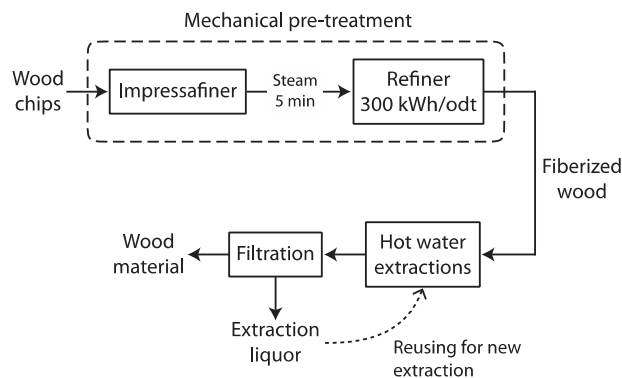 Mechanical pre-treatment
Wood
chips
Impressafiner
Steam
5 min
Refiner
300 kWh/odt
Fiberized
wood
Hot water
extractions
Filtration
Wood
material
Extraction
liquor
Reusing for new
extraction